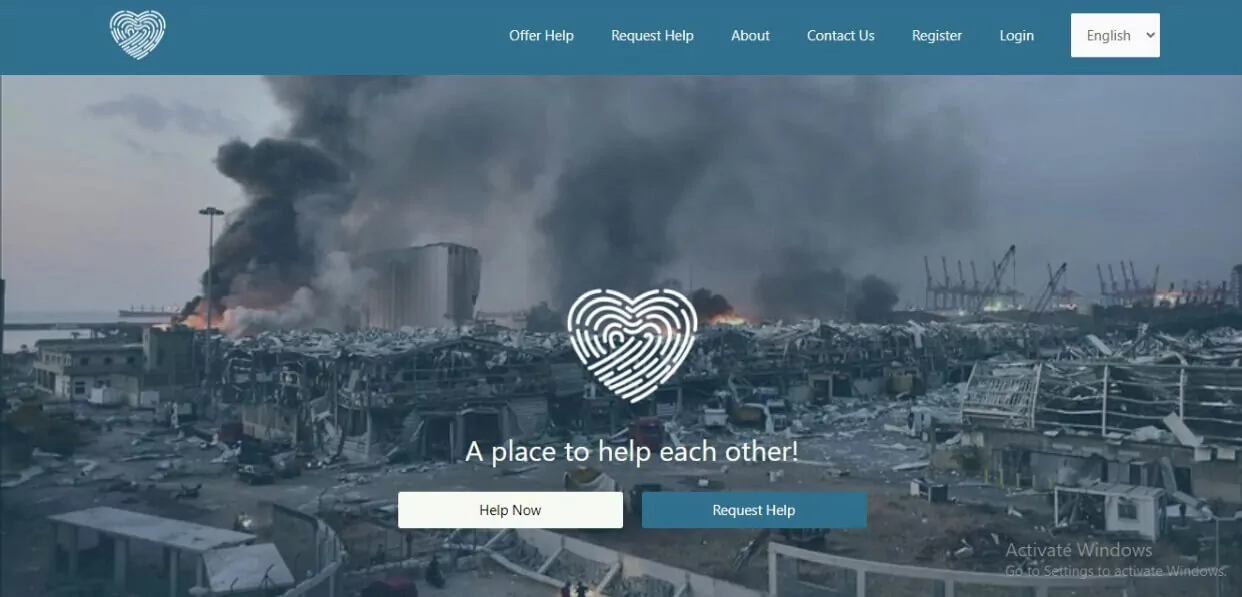 Offer Help
Request Help
About
Contact Us
Register
Login
English
A place to help each other!
Help Now
Request Help
Activate Windows
Go to Settings to activate Windows.